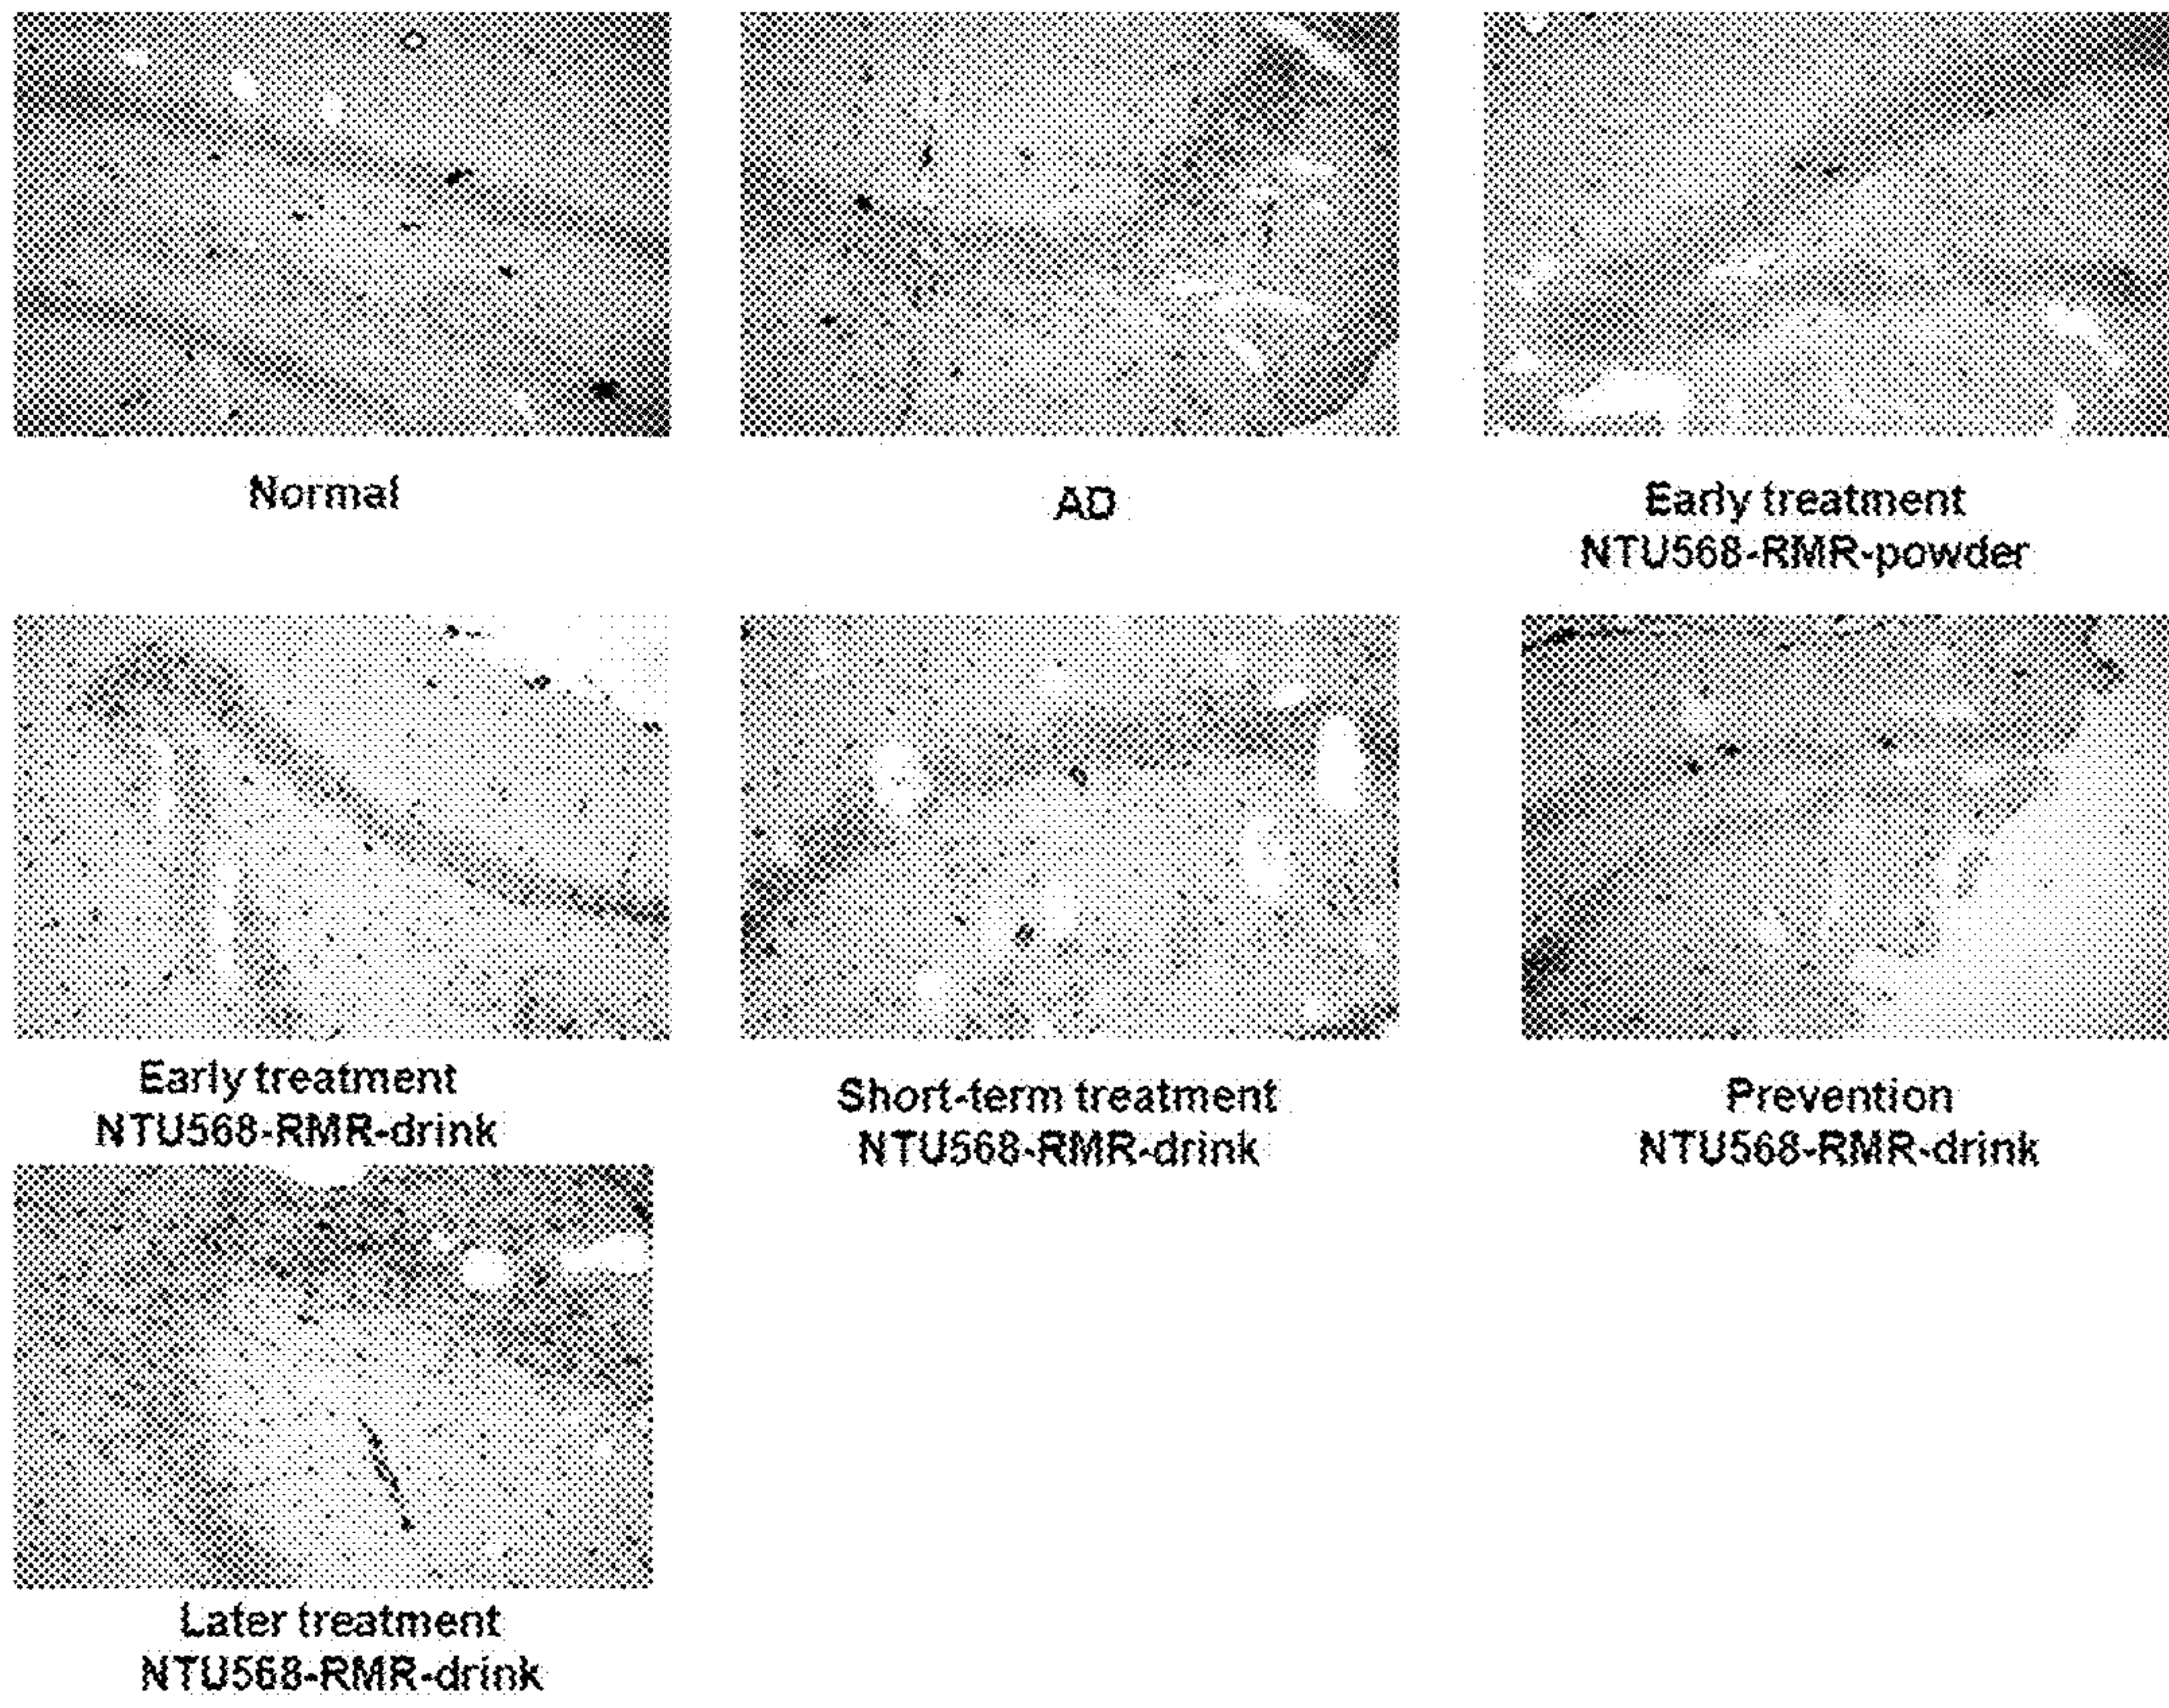 Normal
AD
Early treatment
NTU568-RMR-powder
Early treatment
NTU568-RMR-drink
Short-term treatment
NTU568-RMR-drink
Prevention
NTU568-RMR-drink
Later treatment
NTU568-RMR-drink